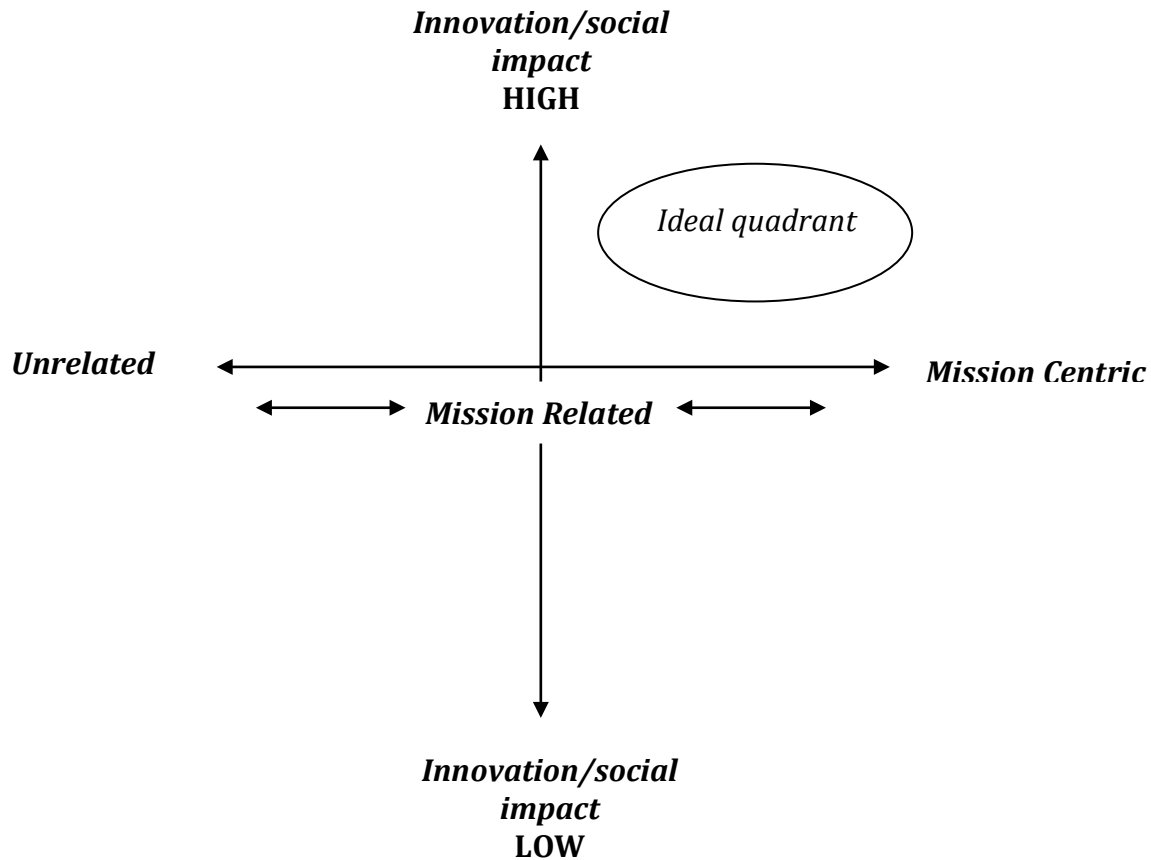 Innovation/social
impact
HIGH
Ideal quadrant
Unrelated
Mission Centric
Mission Related
Innovation/social
impact
LOW